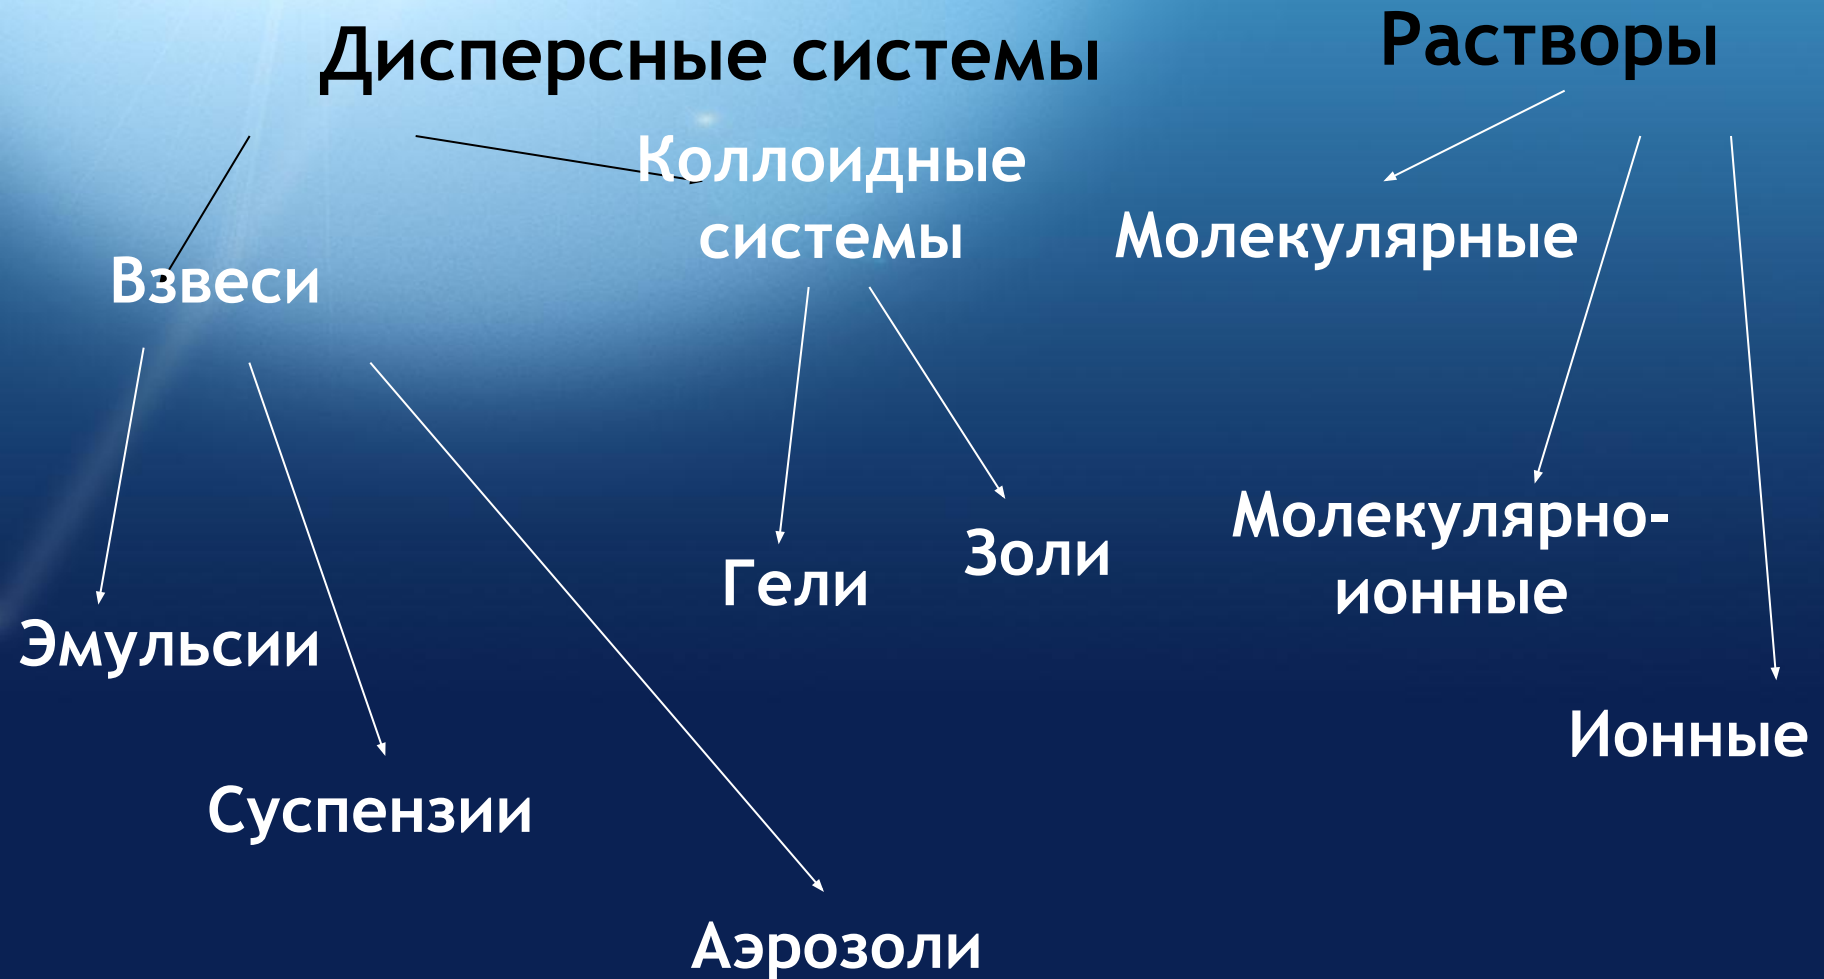 Дисперсные системы
Растворы
Коллоидные
системы
Молекулярные
Взвеси
Молекулярно-
ионные
Золи
Гели
Эмульсии
Ионные
Суспензии
Аэрозоли